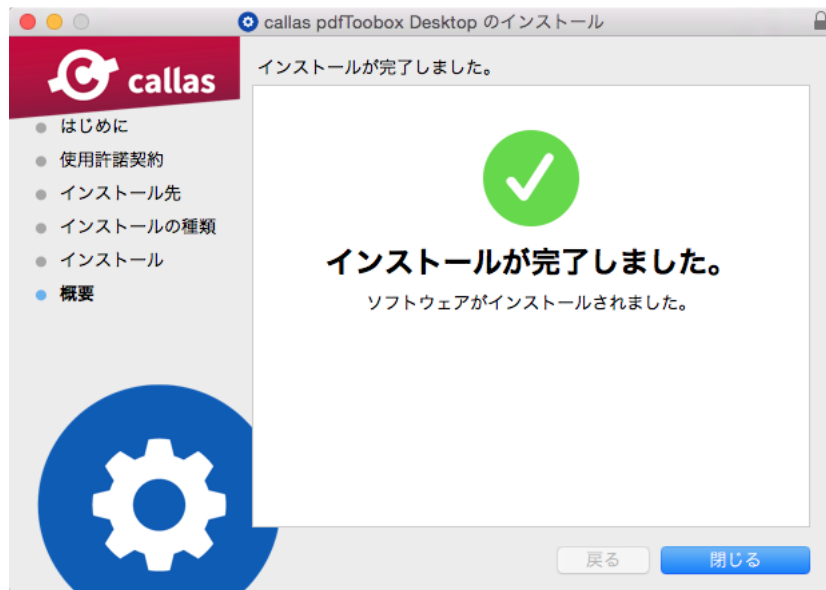 callas pdfToobox Desktop のインストール
callas
インストールが完了しました。
はじめに
使用許諾契約
インストール先
インストールの種類
インストール
概要
インストールが完了しました。
ソフトウェアがインストールされました。
戻る
閉じる